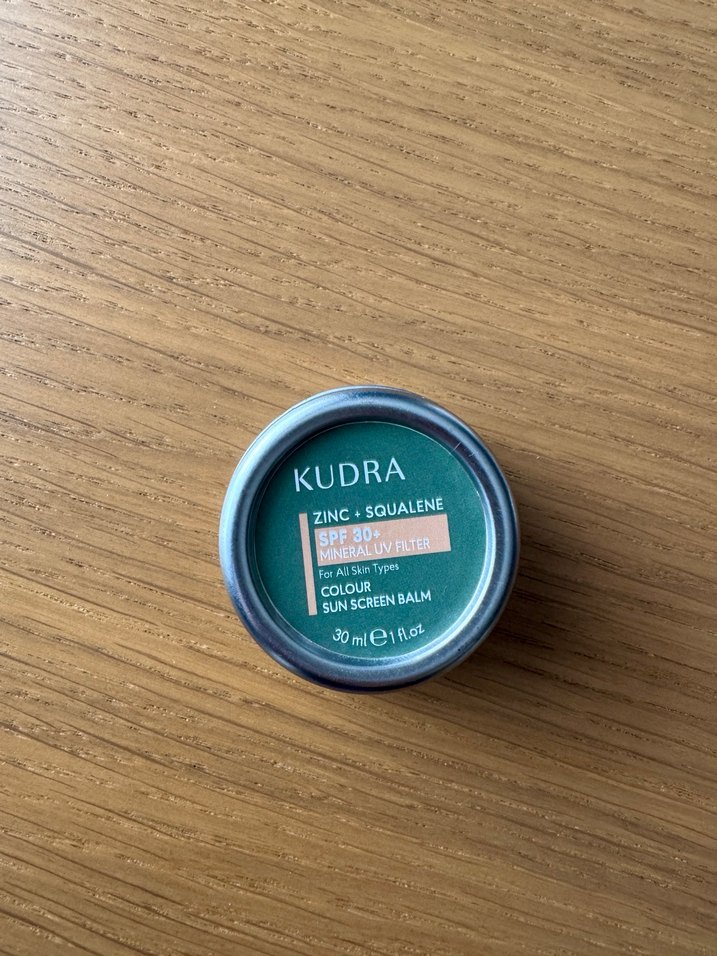 KUDRA
ZINC + SQUALENE
SPF 30+
MINERAL UV FILTER
For All Skin Types
COLOUR
SUN SCREEN BALM
30 ml ℮ 1 fl.oz